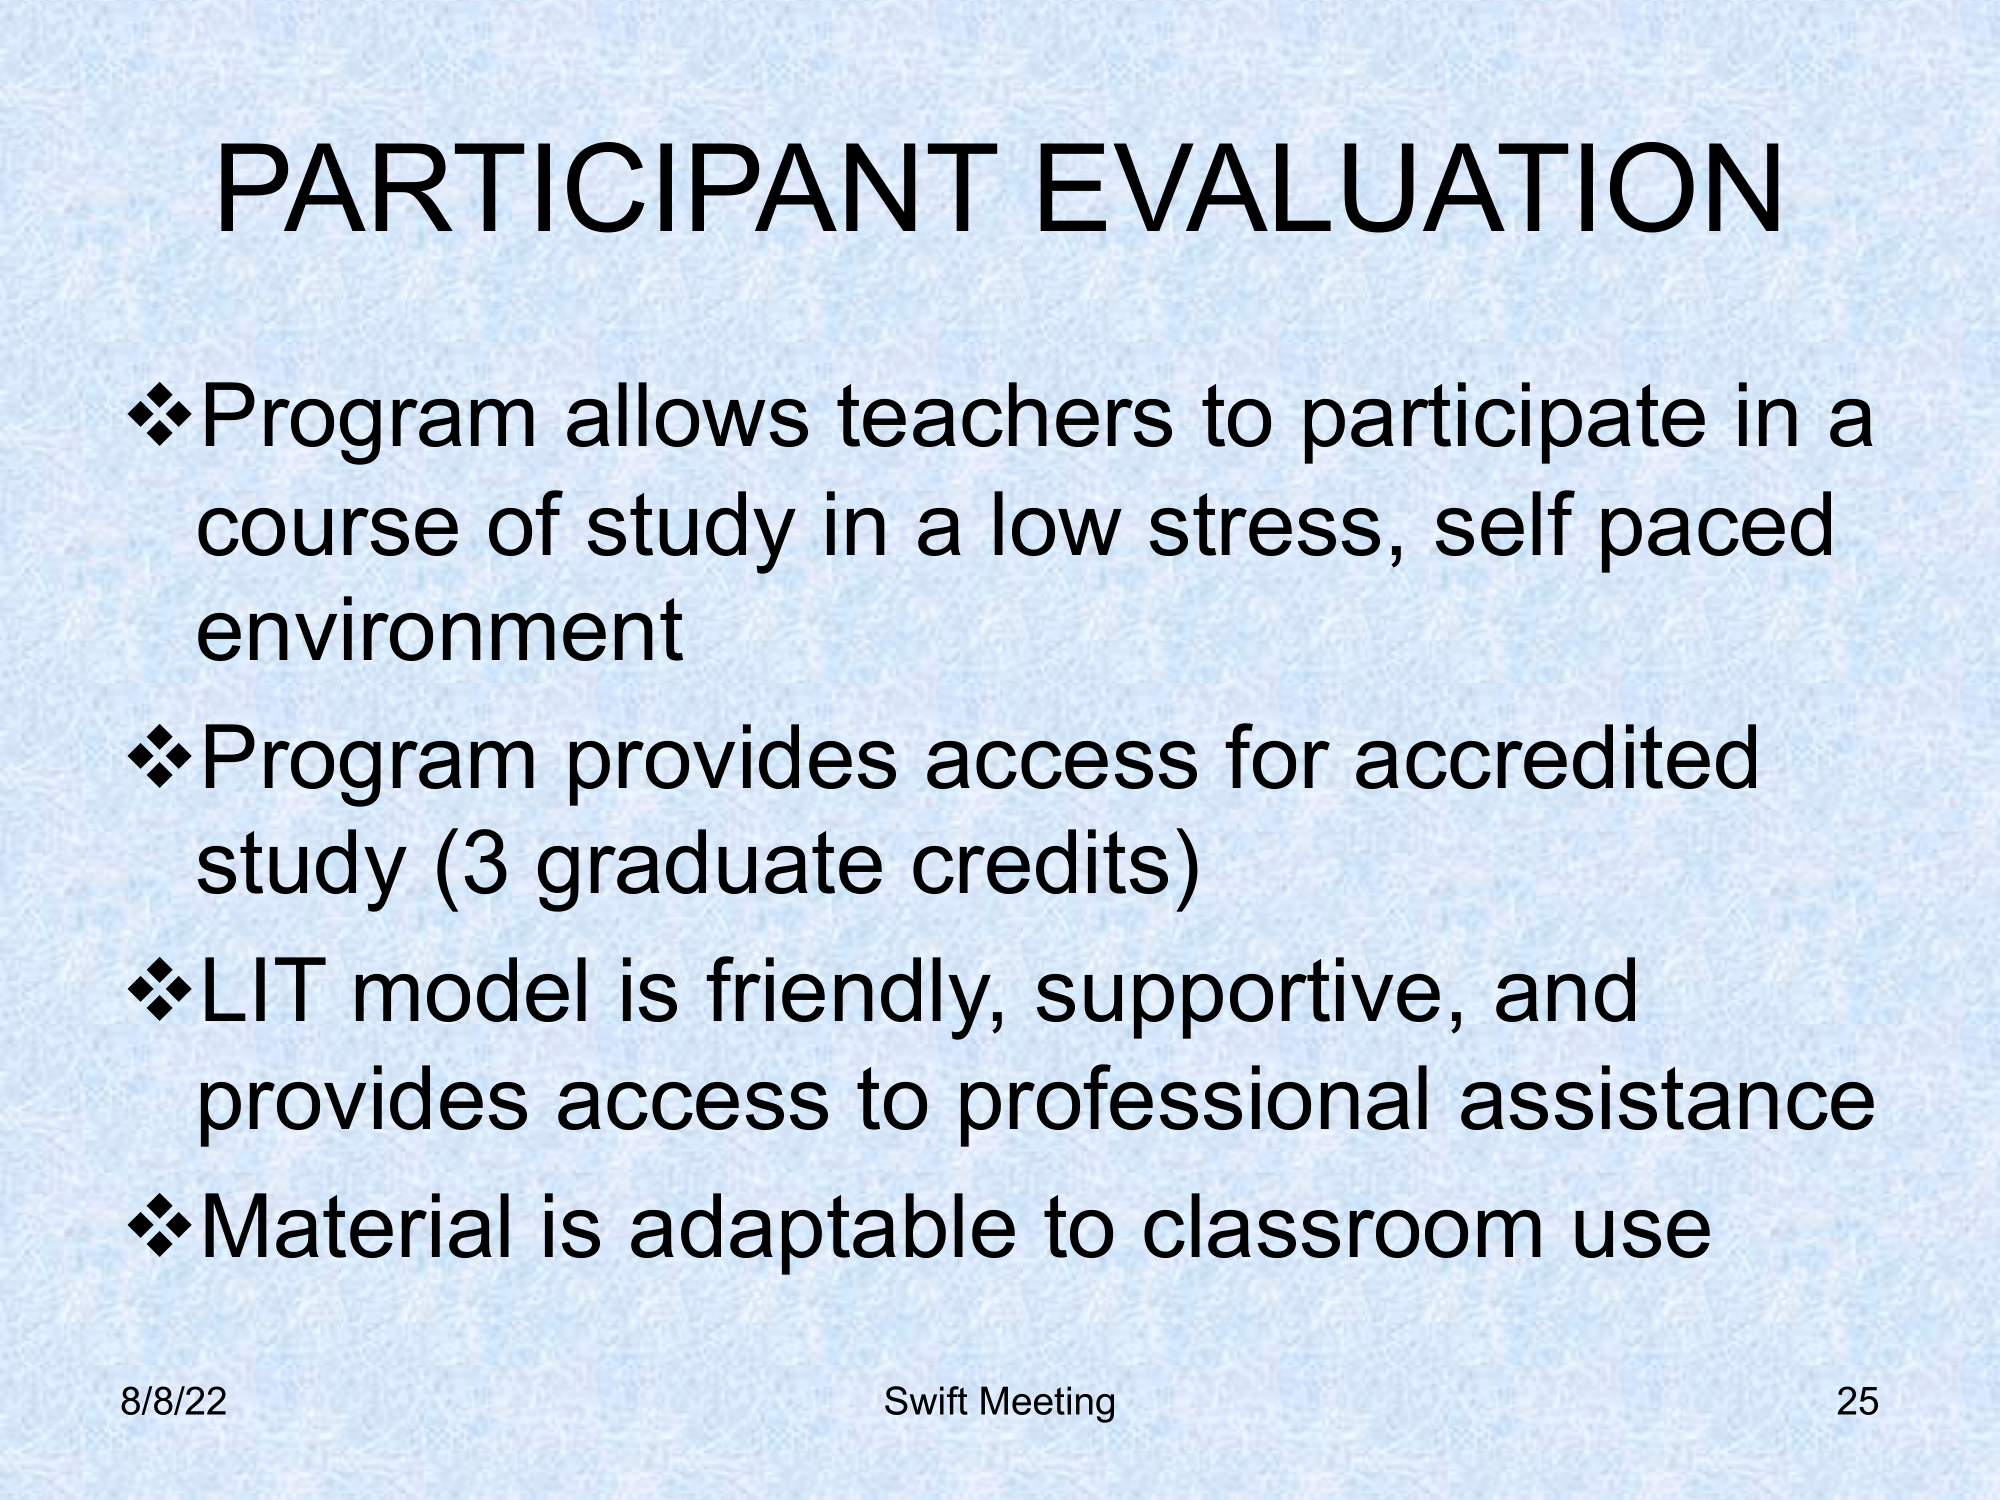 PARTICIPANT EVALUATION
❖Program allows teachers to participate in a
course of study in a low stress, self paced
environment
❖Program provides access for accredited
study (3 graduate credits)
❖LIT model is friendly, supportive, and
provides access to professional assistance
❖Material is adaptable to classroom use
8/8/22
Swift Meeting
25